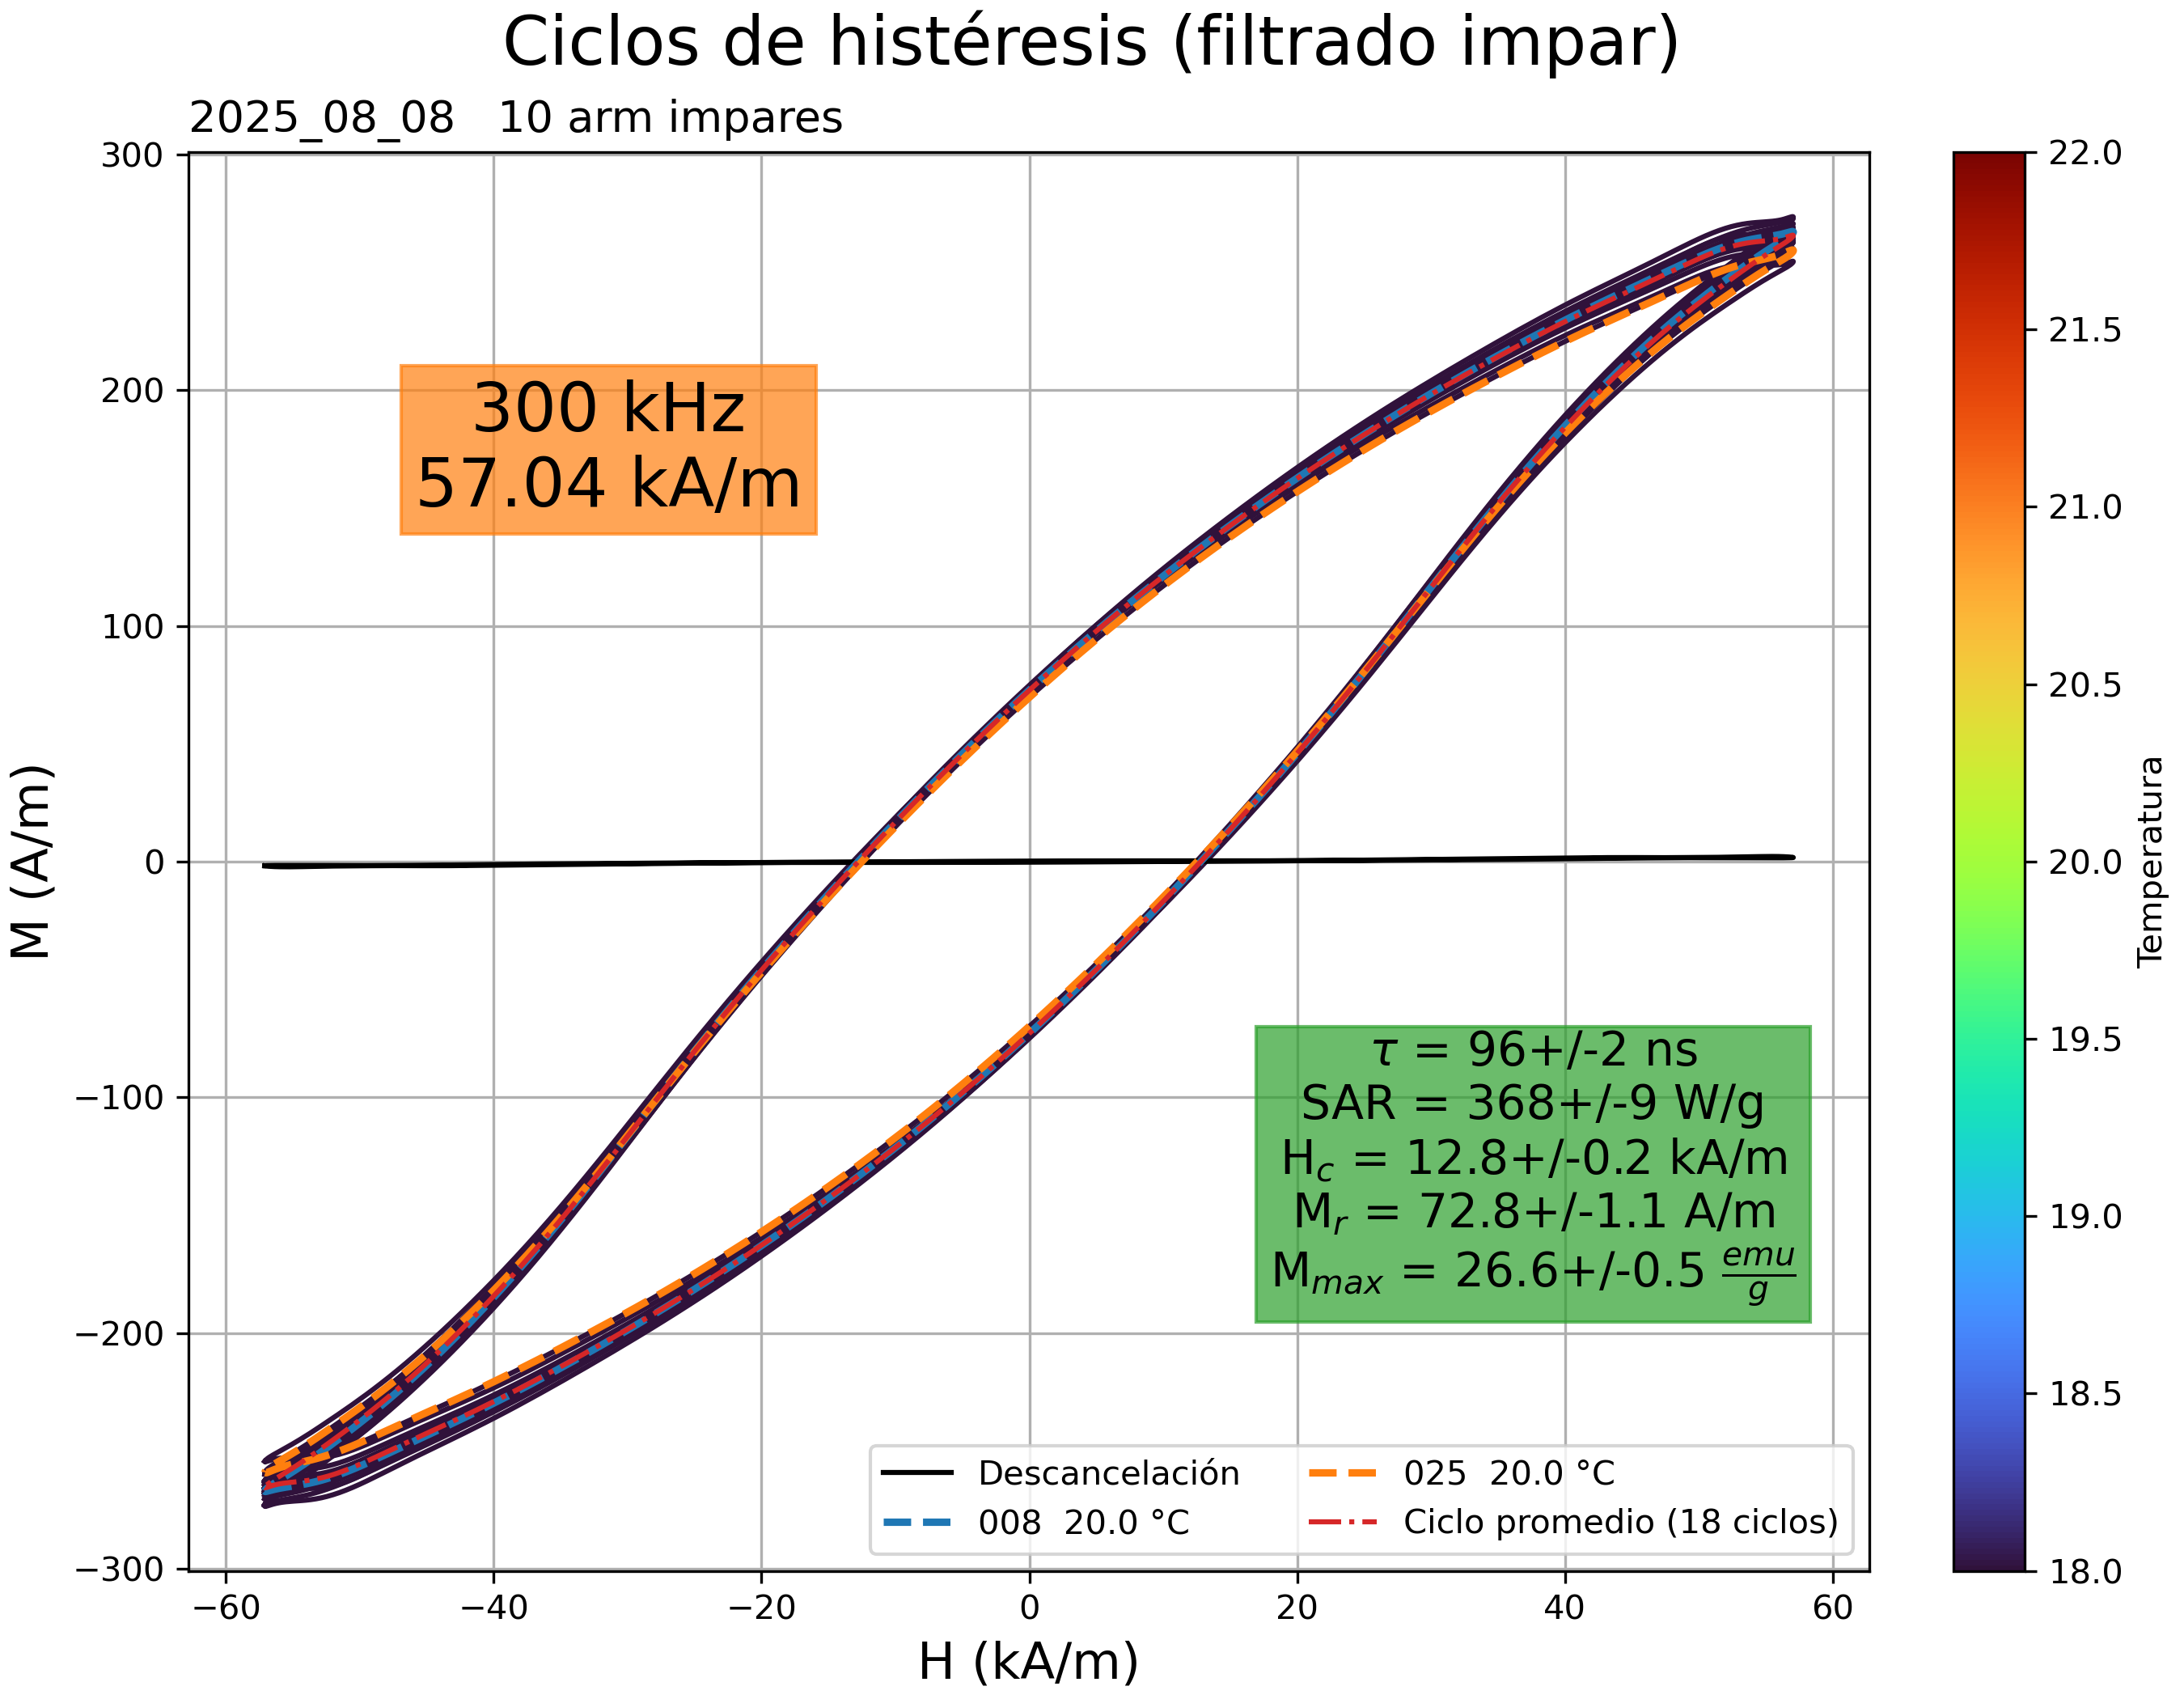 Ciclos de histéresis (filtrado impar)
2025_08_08   10 arm impares
300
200
100
0
−100
−200
−300
M (A/m)
−60
−40
−20
0
20
40
60
H (kA/m)
300 kHz
57.04 kA/m
τ = 96+/-2 ns
SAR = 368+/-9 W/g
H_c = 12.8+/-0.2 kA/m
M_r = 72.8+/-1.1 A/m
M_max = 26.6+/-0.5 emu/g
Descancelación
008  20.0 °C
025  20.0 °C
Ciclo promedio (18 ciclos)
22.0
21.5
21.0
20.5
20.0
19.5
19.0
18.5
18.0
Temperatura